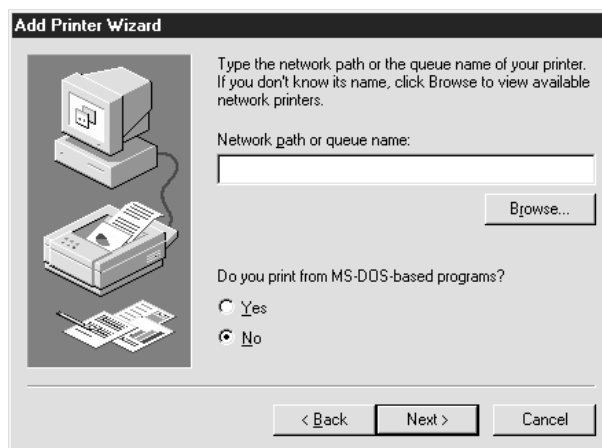 Add Printer Wizard
Type the network path or the queue name of your printer.
If you don't know its name, click Browse to view available
network printers.
Network path or queue name:
Browse...
Do you print from MS-DOS-based programs?
Yes
No
< Back
Next >
Cancel